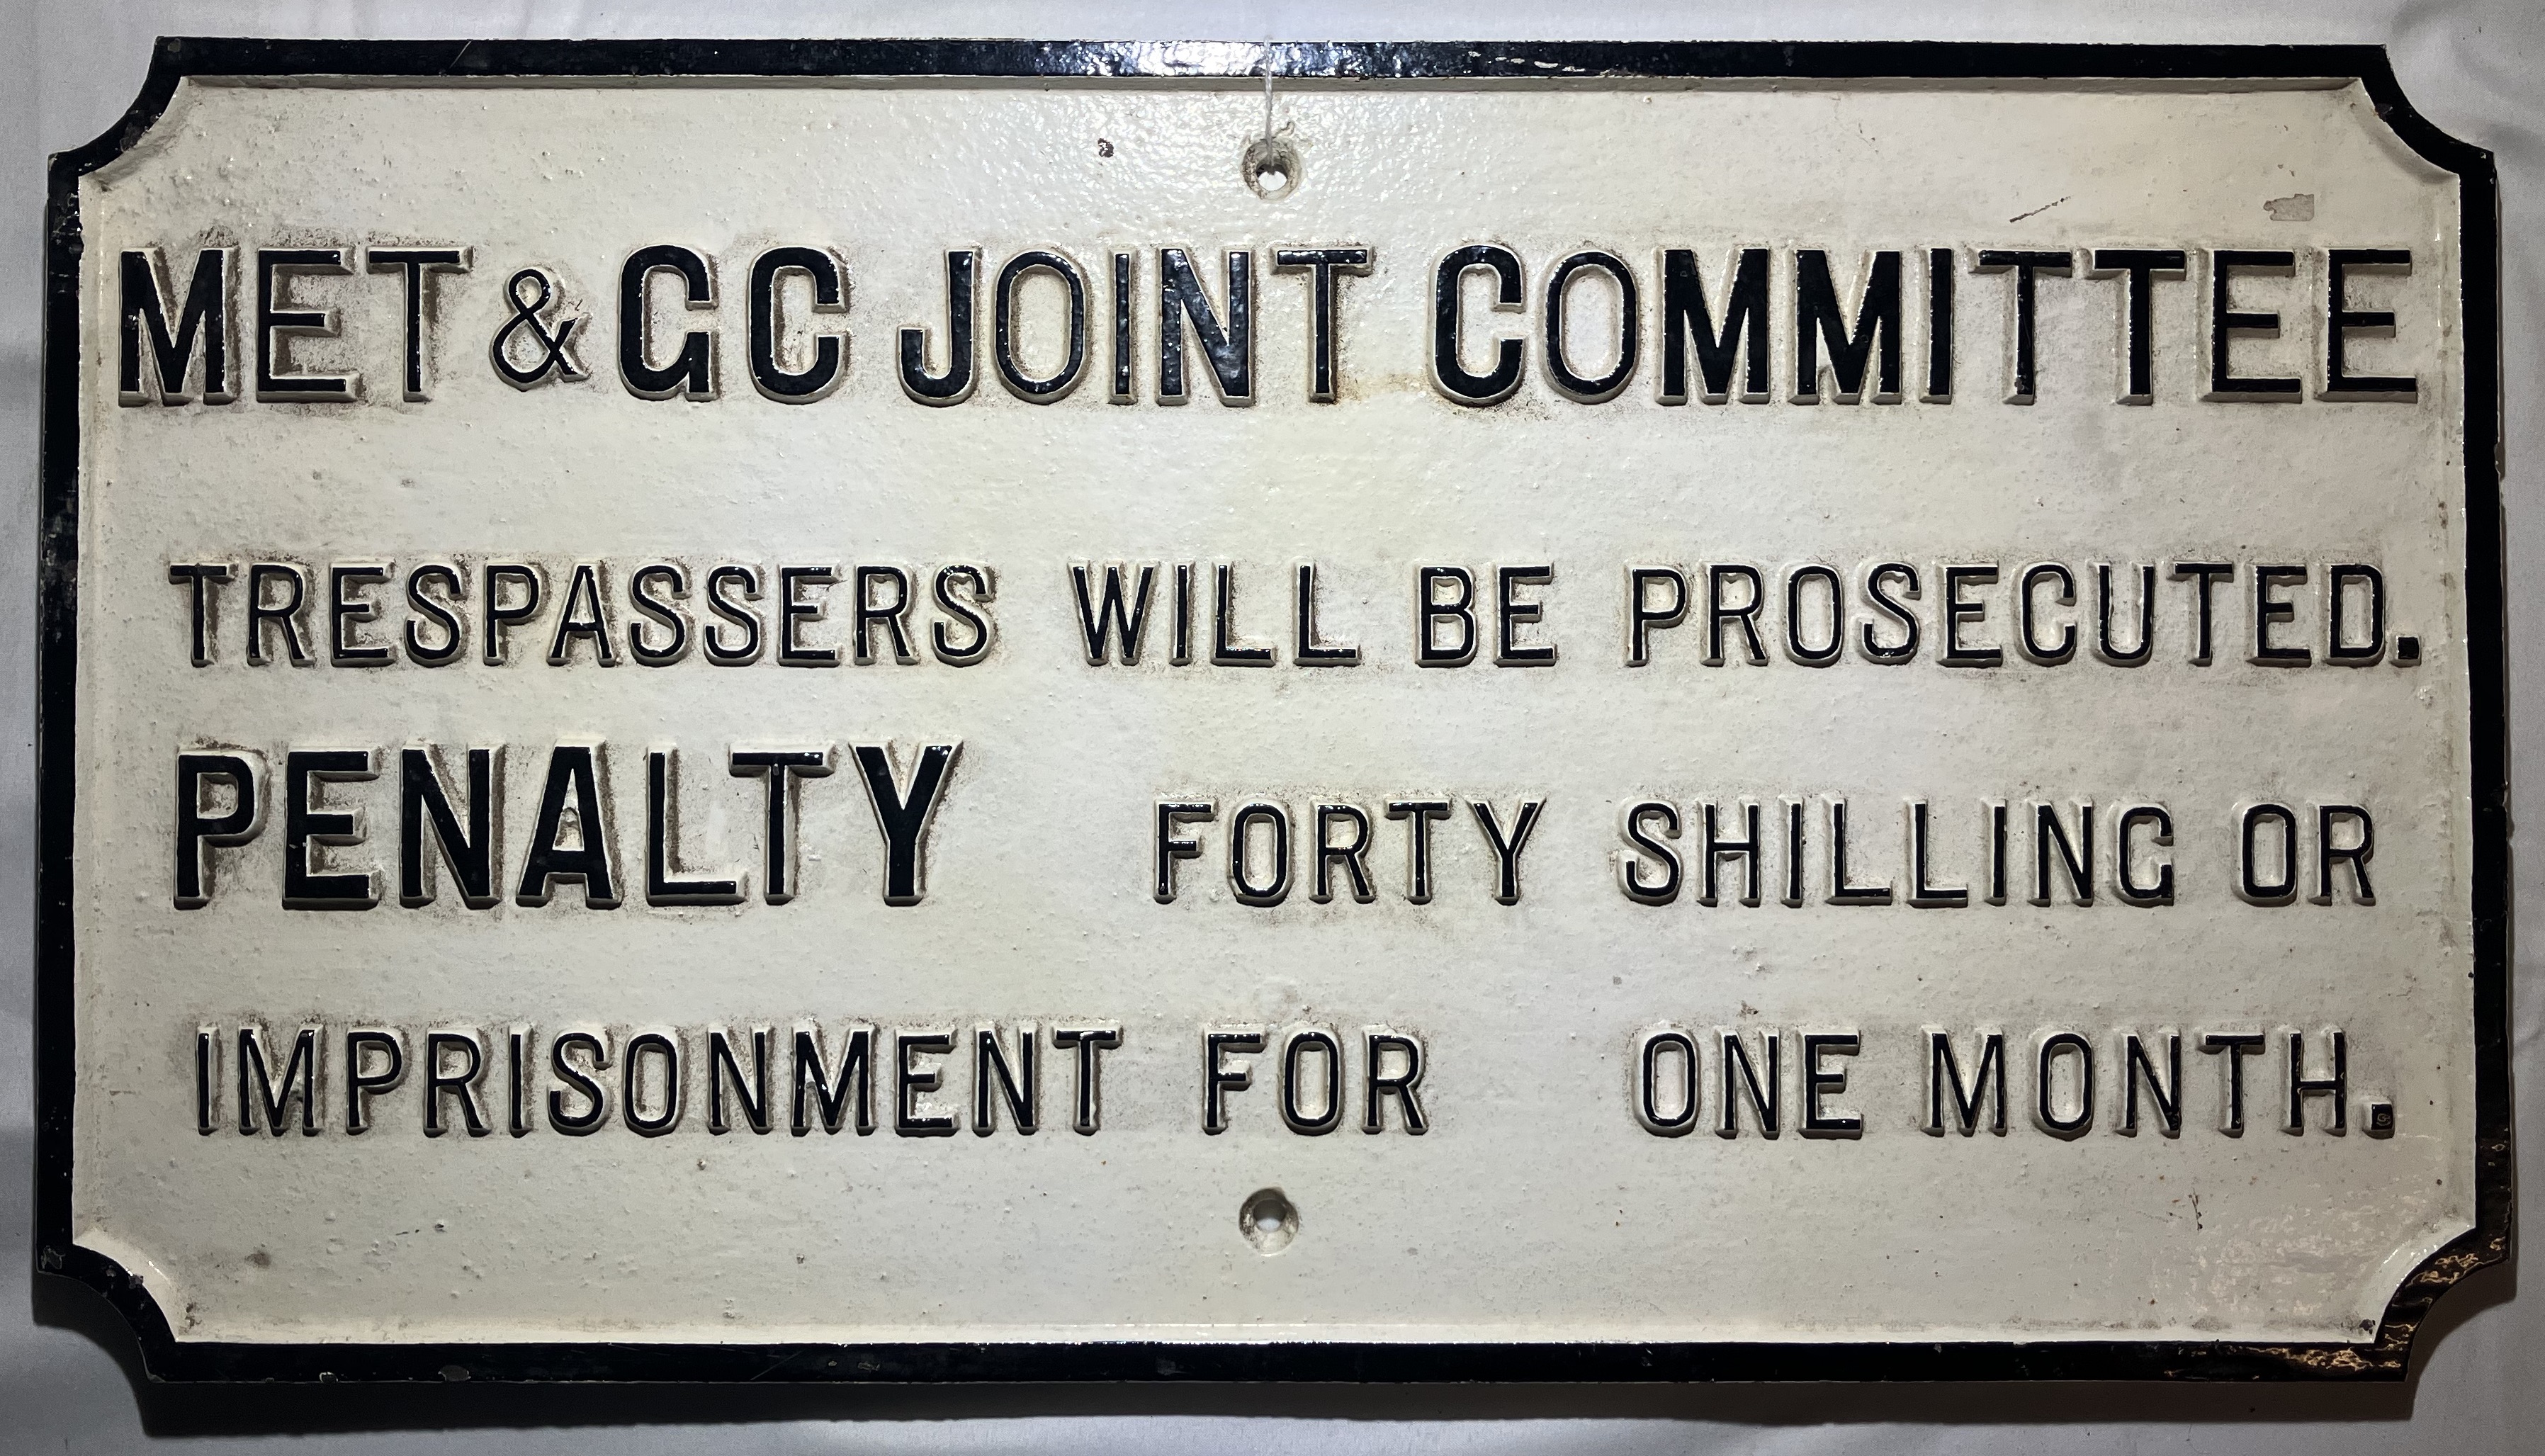 MET & GC JOINT COMMITTEE
TRESPASSERS WILL BE PROSECUTED.
PENALTY FORTY SHILLING OR
IMPRISONMENT FOR ONE MONTH.